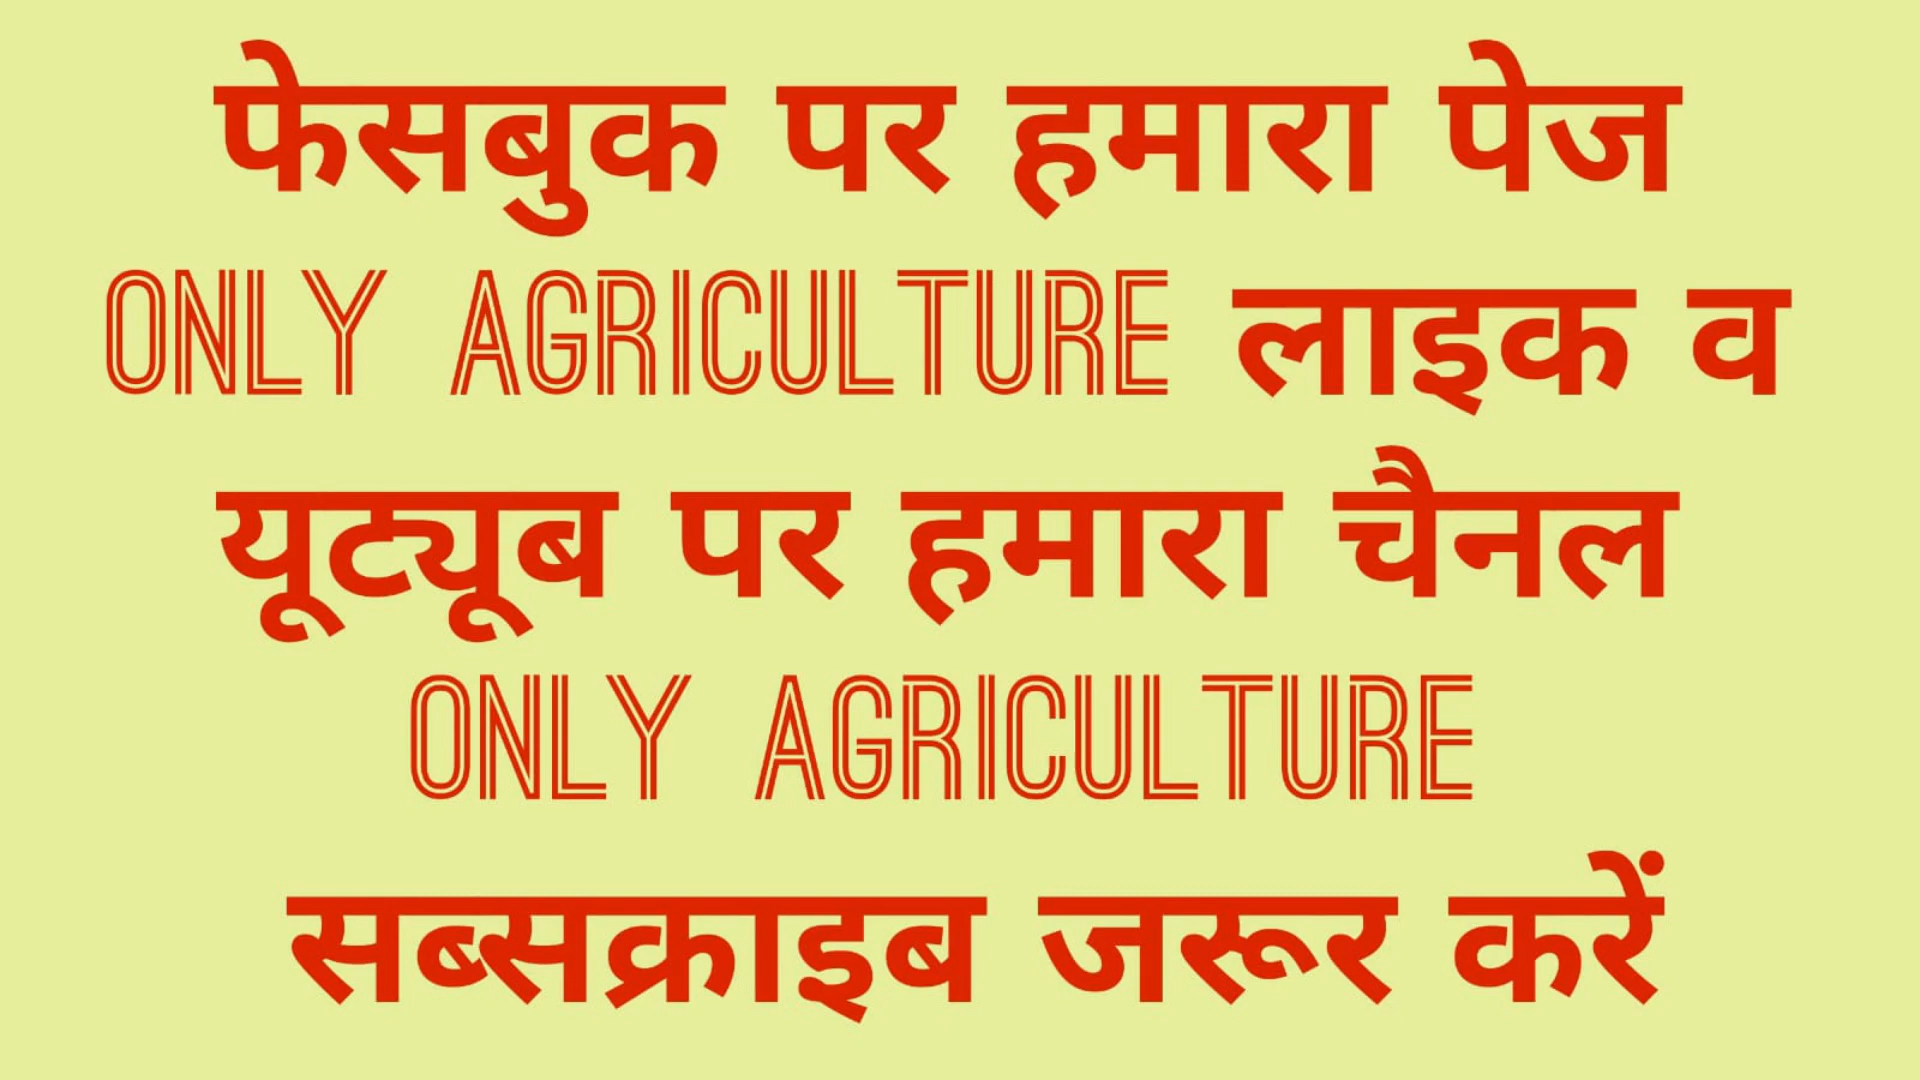 फेसबुक पर हमारा पेज
ONLY AGRICULTURE लाइक व
यूट्यूब पर हमारा चैनल
ONLY AGRICULTURE
सब्सक्राइब जरूर करें